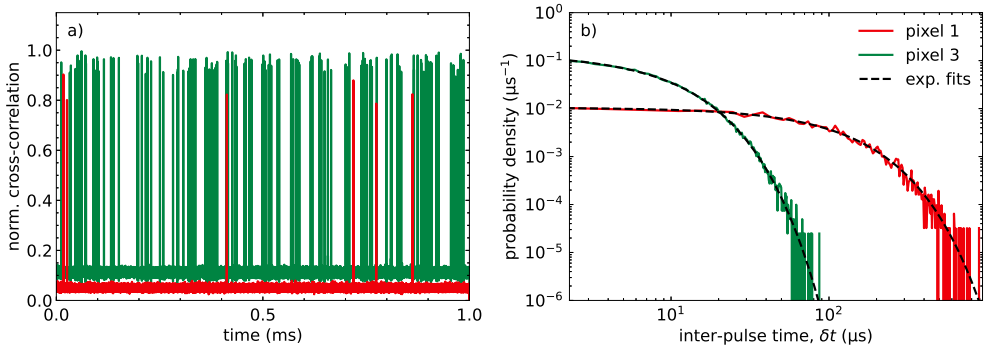 a)
norm. cross-correlation
1.0
0.8
0.6
0.4
0.2
0.0
0.0
0.5
1.0
time (ms)
b)
pixel 1
pixel 3
exp. fits
probability density (μs⁻¹)
10⁰
10⁻¹
10⁻²
10⁻³
10⁻⁴
10⁻⁵
10⁻⁶
10¹
10²
inter-pulse time, δt (μs)